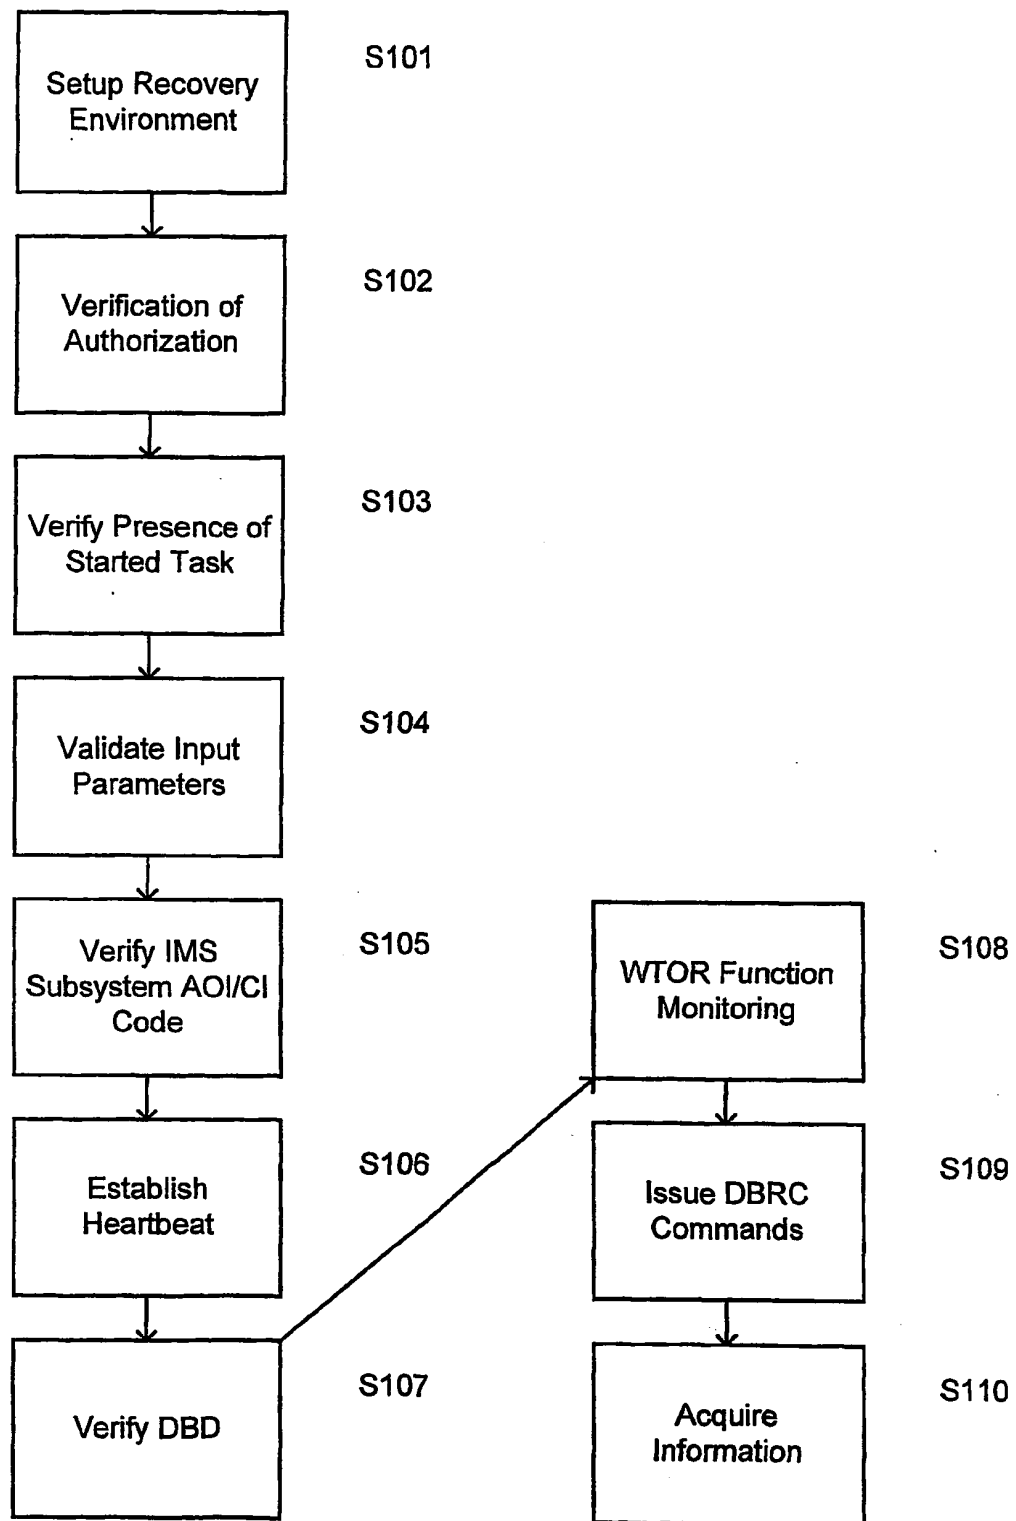 Setup Recovery
Environment
S101
Verification of
Authorization
S102
Verify Presence of
Started Task
S103
Validate Input
Parameters
S104
Verify IMS
Subsystem AOI/CI
Code
S105
Establish
Heartbeat
S106
Verify DBD
S107
WTOR Function
Monitoring
S108
Issue DBRC
Commands
S109
Acquire
Information
S110